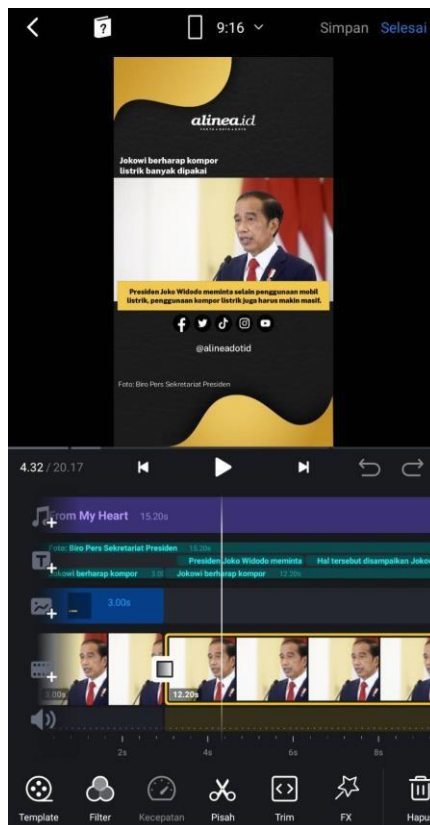 ?
9:16
Simpan
Selesai
alinea.id
FAKTA • DATA • KATA
Jokowi berharap kompor
listrik banyak dipakai
Presiden Joko Widodo meminta selain penggunaan mobil
listrik, penggunaan kompor listrik juga harus makin masif.
@alineadotid
Foto: Biro Pers Sekretariat Presiden
4.32 / 20.17
From My Heart 15.20s
Foto: Biro Pers Sekretariat Presiden 15.20s
Presiden Joko Widodo meminta
Hal tersebut disampaikan Jokow
Jokowi berharap kompor 3.00
Jokowi berharap kompor 12.20s
3.00s
3.00s
12.20s
2s
4s
6s
8s
Template
Filter
Kecepatan
Pisah
Trim
FX
Hapu